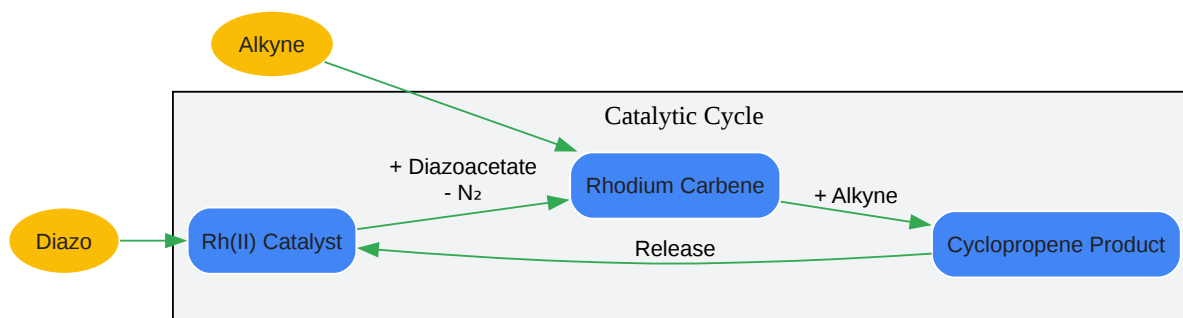 Alkyne
Catalytic Cycle
+ Diazoacetate
- N₂
Rhodium Carbene
+ Alkyne
Diazo
Rh(II) Catalyst
Release
Cyclopropene Product